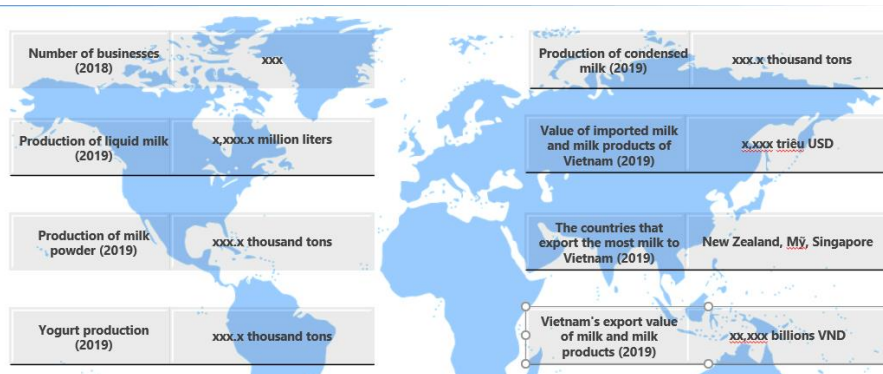 Number of businesses
(2018)
xxx
Production of liquid milk
(2019)
x,xxx.x million liters
Production of milk
powder (2019)
xxx.x thousand tons
Yogurt production
(2019)
xxx.x thousand tons
Production of condensed
milk (2019)
xxx.x thousand tons
Value of imported milk
and milk products of
Vietnam (2019)
x,xxx triệu USD
The countries that
export the most milk to
Vietnam (2019)
New Zealand, Mỹ, Singapore
Vietnam's export value
of milk and milk
products (2019)
xx,xxx billions VND